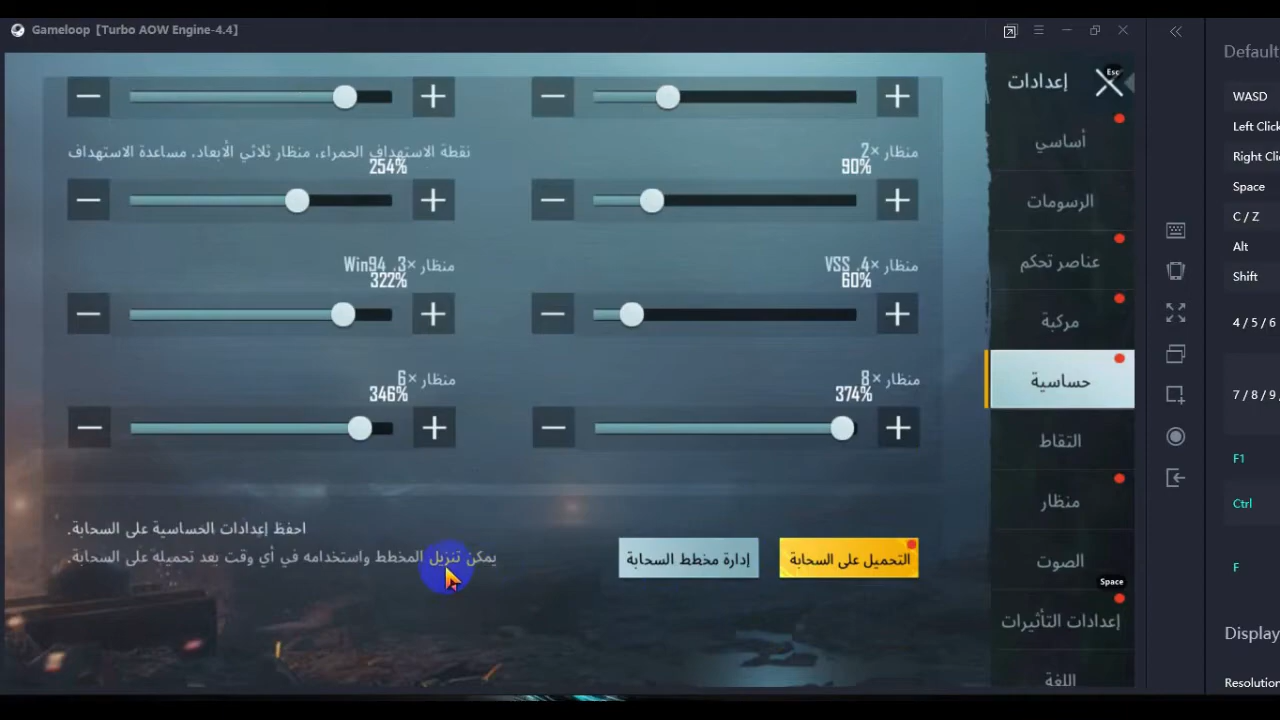 Gameloop [Turbo AOW Engine-4.4]
إعدادات
Esc
أساسي
الرسومات
عناصر تحكم
مركبة
حساسية
التقاط
منظار
الصوت
Space
إعدادات التأثيرات
اللغة
منظار ×2
90%
نقطة الاستهداف الحمراء، منظار ثلاثي الأبعاد، مساعدة الاستهداف
254%
منظار ×4، VSS
60%
منظار ×3، Win94
322%
منظار ×8
374%
منظار ×6
346%
احفظ إعدادات الحساسية على السحابة.
يمكن تنزيل المخطط واستخدامه في أي وقت بعد تحميله على السحابة.
التحميل على السحابة
إدارة مخطط السحابة
Default
WASD
Left Click
Right Cli
Space
C / Z
Alt
Shift
4 / 5 / 6
7 / 8 / 9
F1
Ctrl
F
Display
Resolution